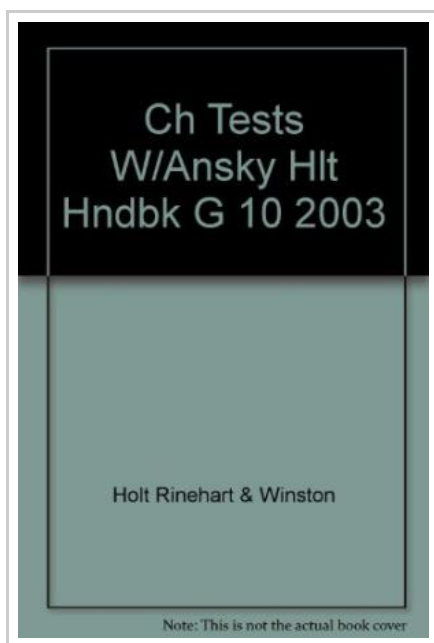 Ch Tests
W/Ansky Hlt
Hndbk G 10 2003
Holt Rinehart & Winston
Note: This is not the actual book cover